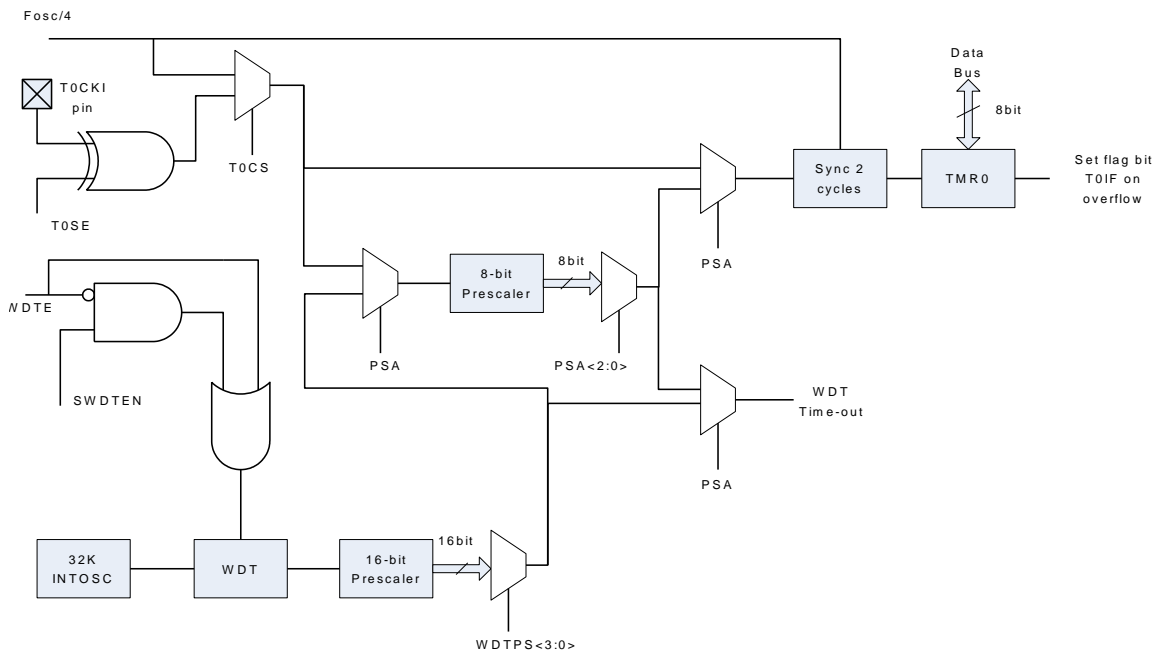 Fosc/4
T0CKI
pin
T0CS
T0SE
Data
Bus
8bit
Sync 2
cycles
TMR0
Set flag bit
T0IF on
overflow
PSA
8-bit
Prescaler
8bit
PSA
PSA<2:0>
WDTE
SWDTEN
WDT
Time-out
PSA
32K
INTOSC
WDT
16-bit
Prescaler
16bit
WDTPS<3:0>